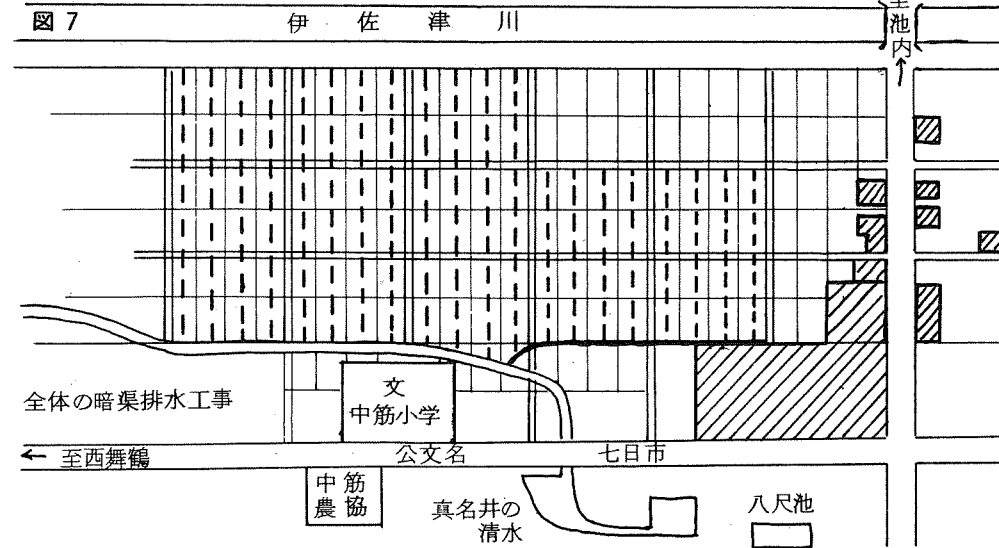 図7
伊佐津川
至池内
↑
全体の暗渠排水工事
文
中筋小学
← 至西舞鶴
公文名
七日市
中筋
農協
真名井の
清水
八尺池